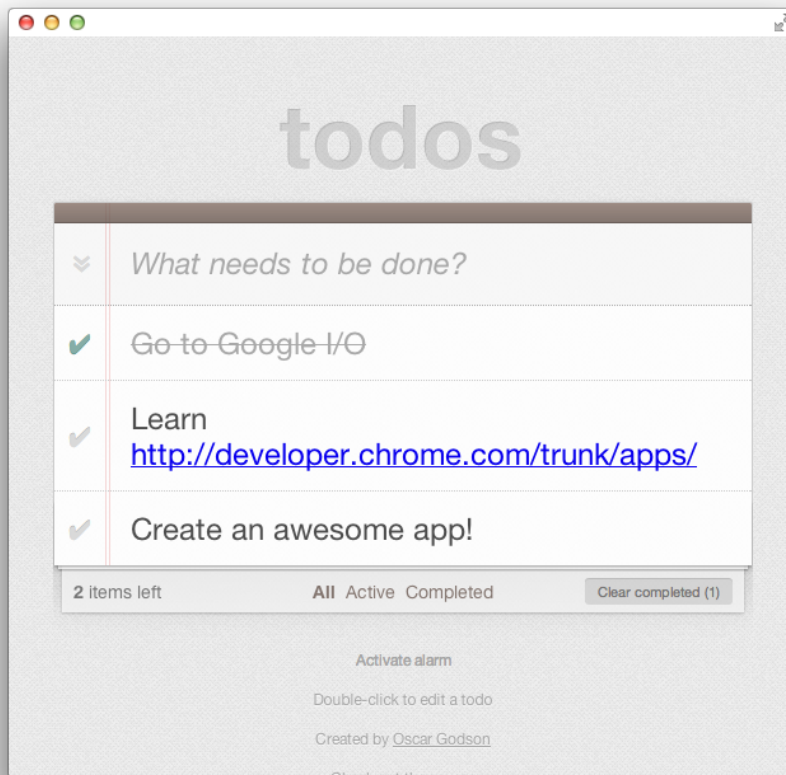 todos
What needs to be done?
Go to Google I/O
Learn
http://developer.chrome.com/trunk/apps/
Create an awesome app!
2 items left All Active Completed Clear completed (1)
Activate alarm
Double-click to edit a todo
Created by Oscar Godson